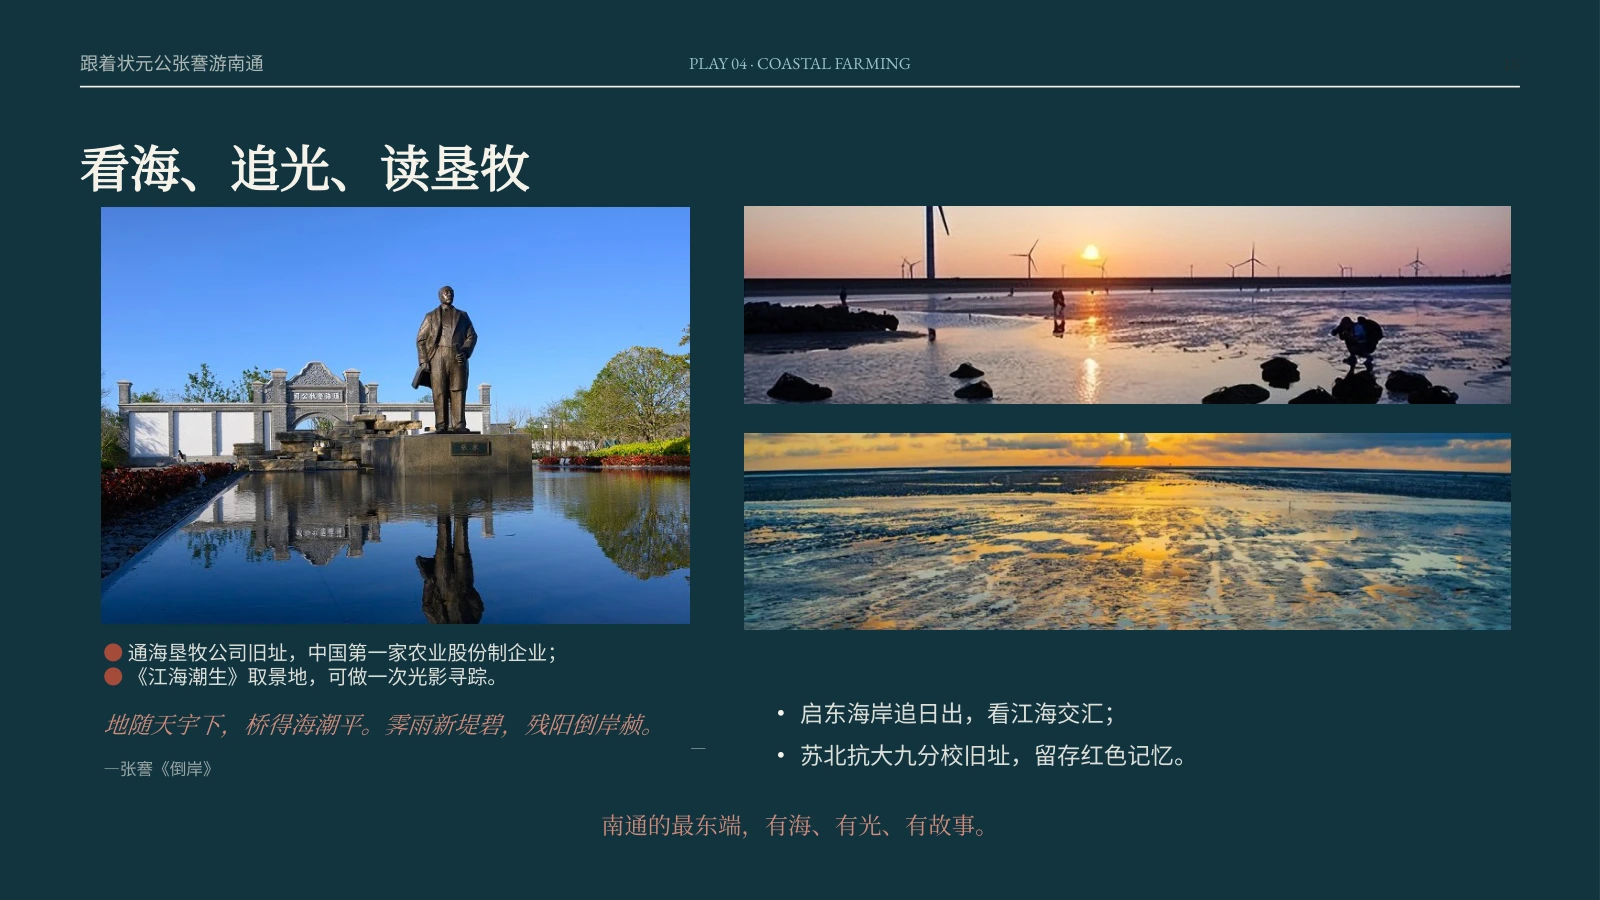 跟着状元公张謇游南通
PLAY 04 · COASTAL FARMING
看海、追光、读垦牧
通海垦牧公司旧址，中国第一家农业股份制企业；
《江海潮生》取景地，可做一次光影寻踪。
地随天宇下，桥得海潮平。霁雨新堤碧，残阳倒岸赪。
—张謇《倒岸》
—
• 启东海岸追日出，看江海交汇；
• 苏北抗大九分校旧址，留存红色记忆。
南通的最东端，有海、有光、有故事。